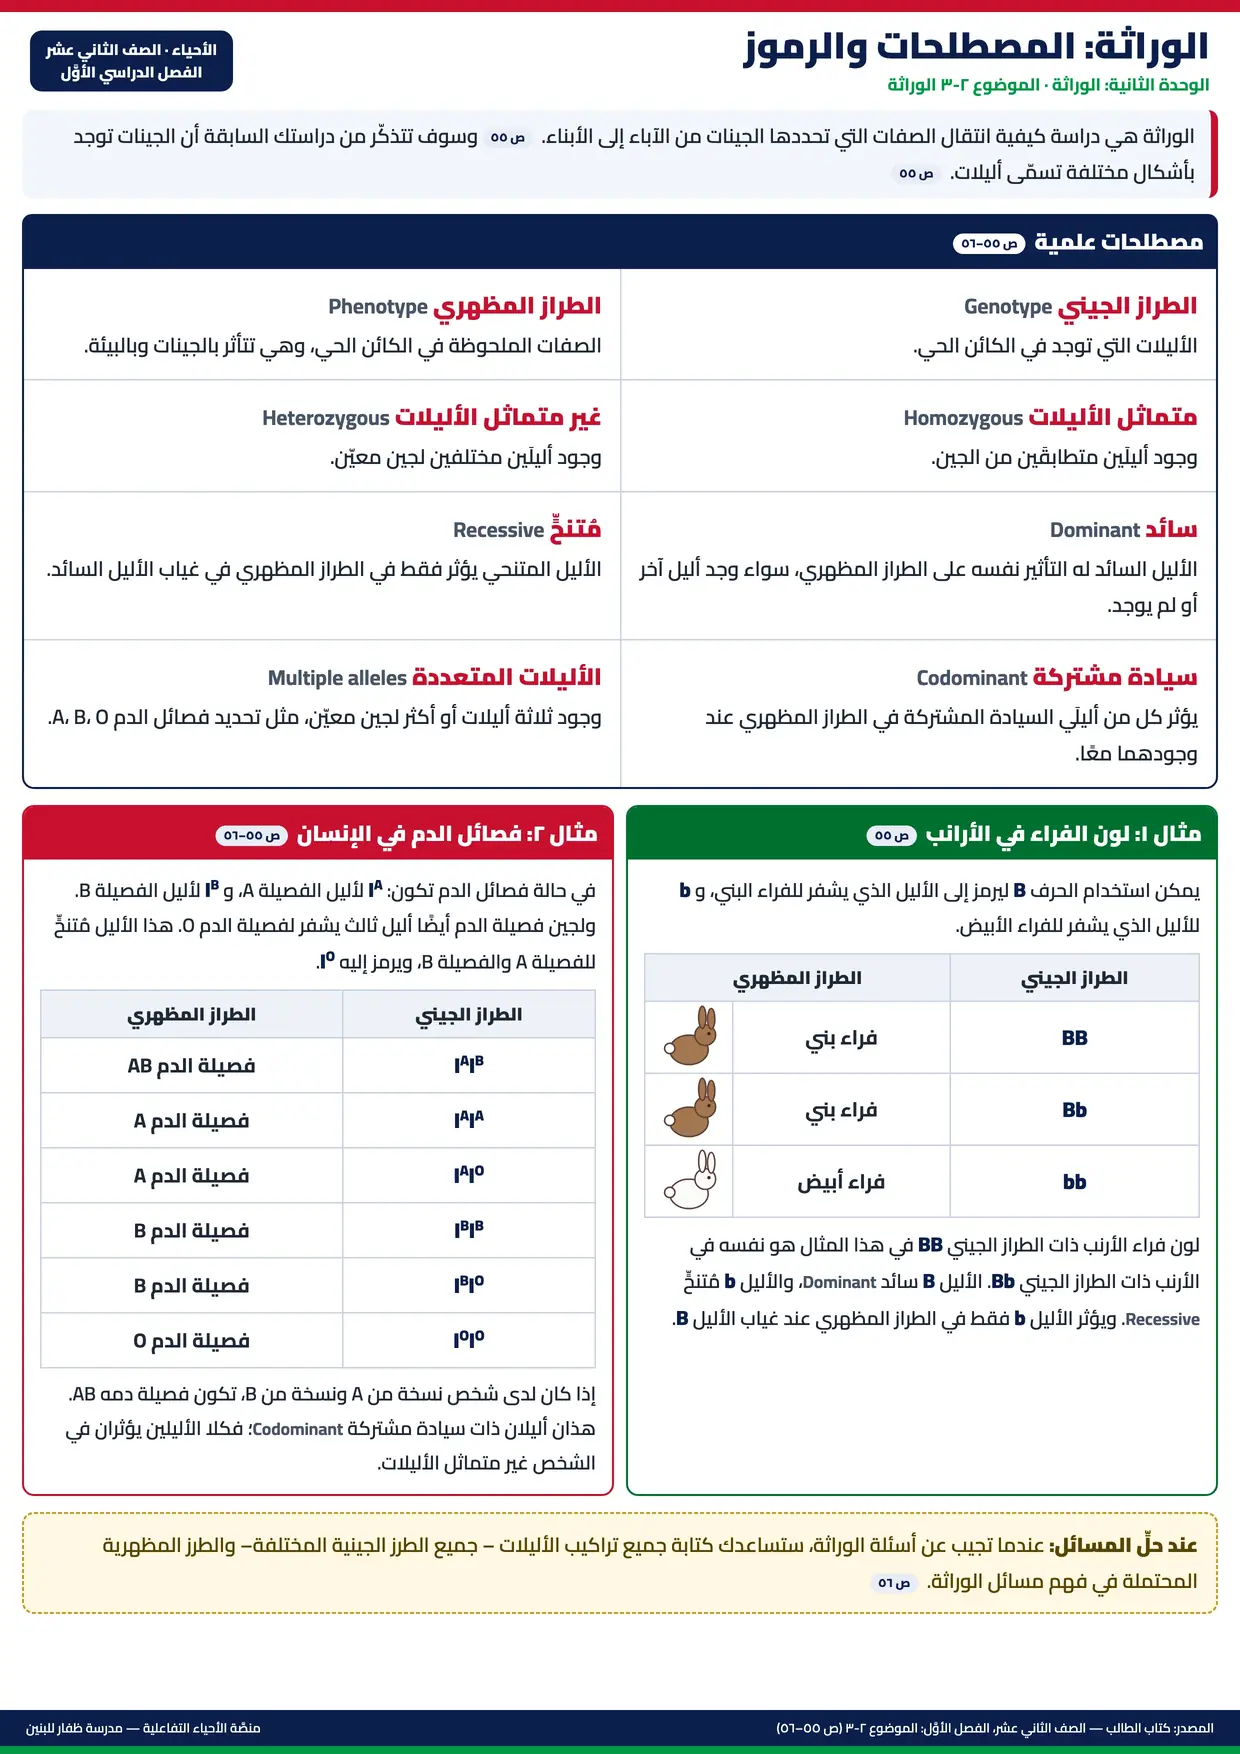 الوراثة: المصطلحات والرموز
الوحدة الثانية: الوراثة · الموضوع ٢-٣ الوراثة
الأحياء · الصف الثاني عشر
الفصل الدراسي الأوّل
الوراثة هي دراسة كيفية انتقال الصفات التي تحددها الجينات من الآباء إلى الأبناء. ص ٥٥ وسوف تتذكّر من دراستك السابقة أن الجينات توجد
بأشكال مختلفة تسمّى أليلات. ص ٥٥
مصطلحات علمية ص ٥٥–٥٦
الطراز الجيني Genotype
الأليلات التي توجد في الكائن الحي.
الطراز المظهري Phenotype
الصفات الملحوظة في الكائن الحي، وهي تتأثر بالجينات وبالبيئة.
متماثل الأليلات Homozygous
وجود أليلَين متطابقَين من الجين.
غير متماثل الأليلات Heterozygous
وجود أليلَين مختلفين لجين معيّن.
سائد Dominant
الأليل السائد له التأثير نفسه على الطراز المظهري، سواء وجد أليل آخر
أو لم يوجد.
مُتنحٍّ Recessive
الأليل المتنحي يؤثر فقط في الطراز المظهري في غياب الأليل السائد.
سيادة مشتركة Codominant
يؤثر كل من أليلَي السيادة المشتركة في الطراز المظهري عند
وجودهما معًا.
الأليلات المتعددة Multiple alleles
وجود ثلاثة أليلات أو أكثر لجين معيّن، مثل تحديد فصائل الدم A، B، O.
مثال ١: لون الفراء في الأرانب ص ٥٥
يمكن استخدام الحرف B ليرمز إلى الأليل الذي يشفر للفراء البني، و b
للأليل الذي يشفر للفراء الأبيض.
الطراز الجيني الطراز المظهري
BB فراء بني
Bb فراء بني
bb فراء أبيض
لون فراء الأرنب ذات الطراز الجيني BB في هذا المثال هو نفسه في
الأرنب ذات الطراز الجيني Bb. الأليل B سائد Dominant، والأليل b مُتنحٍّ
Recessive. ويؤثر الأليل b فقط في الطراز المظهري عند غياب الأليل B.
مثال ٢: فصائل الدم في الإنسان ص ٥٥–٥٦
في حالة فصائل الدم تكون: Iᴬ لأليل الفصيلة A، و Iᴮ لأليل الفصيلة B.
ولجين فصيلة الدم أيضًا أليل ثالث يشفر لفصيلة الدم O. هذا الأليل مُتنحٍّ
للفصيلة A والفصيلة B، ويرمز إليه Iᴼ.
الطراز الجيني الطراز المظهري
IᴬIᴮ فصيلة الدم AB
IᴬIᴬ فصيلة الدم A
IᴬIᴼ فصيلة الدم A
IᴮIᴮ فصيلة الدم B
IᴮIᴼ فصيلة الدم B
IᴼIᴼ فصيلة الدم O
إذا كان لدى شخص نسخة من A ونسخة من B، تكون فصيلة دمه AB.
هذان أليلان ذات سيادة مشتركة Codominant؛ فكلا الأليلين يؤثران في
الشخص غير متماثل الأليلات.
عند حلِّ المسائل: عندما تجيب عن أسئلة الوراثة، ستساعدك كتابة جميع تراكيب الأليلات – جميع الطرز الجينية المختلفة– والطرز المظهرية
المحتملة في فهم مسائل الوراثة. ص ٥٦
المصدر: كتاب الطالب — الصف الثاني عشر، الفصل الأوّل: الموضوع ٢-٣ (ص ٥٥–٥٦)
منصّة الأحياء التفاعلية — مدرسة ظفار للبنين